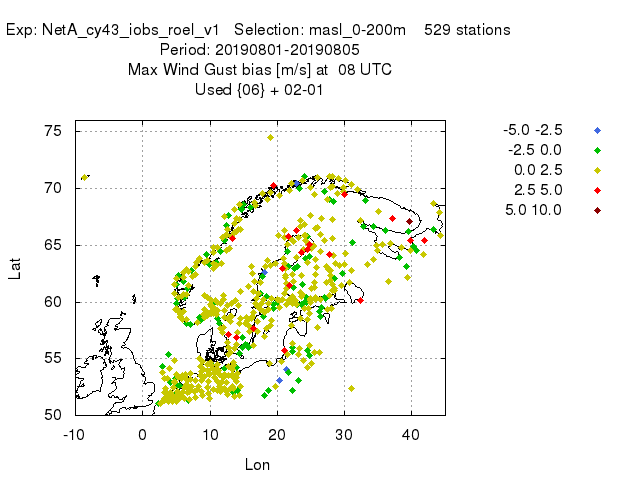 Exp: NetA_cy43_iobs_roel_v1 Selection: masl_0-200m 529 stations
Period: 20190801-20190805
Max Wind Gust bias [m/s] at 08 UTC
Used {06} + 02-01
-5.0 -2.5
-2.5 0.0
0.0 2.5
2.5 5.0
5.0 10.0
75
70
65
60
55
50
Lat
-10 0 10 20 30 40
Lon